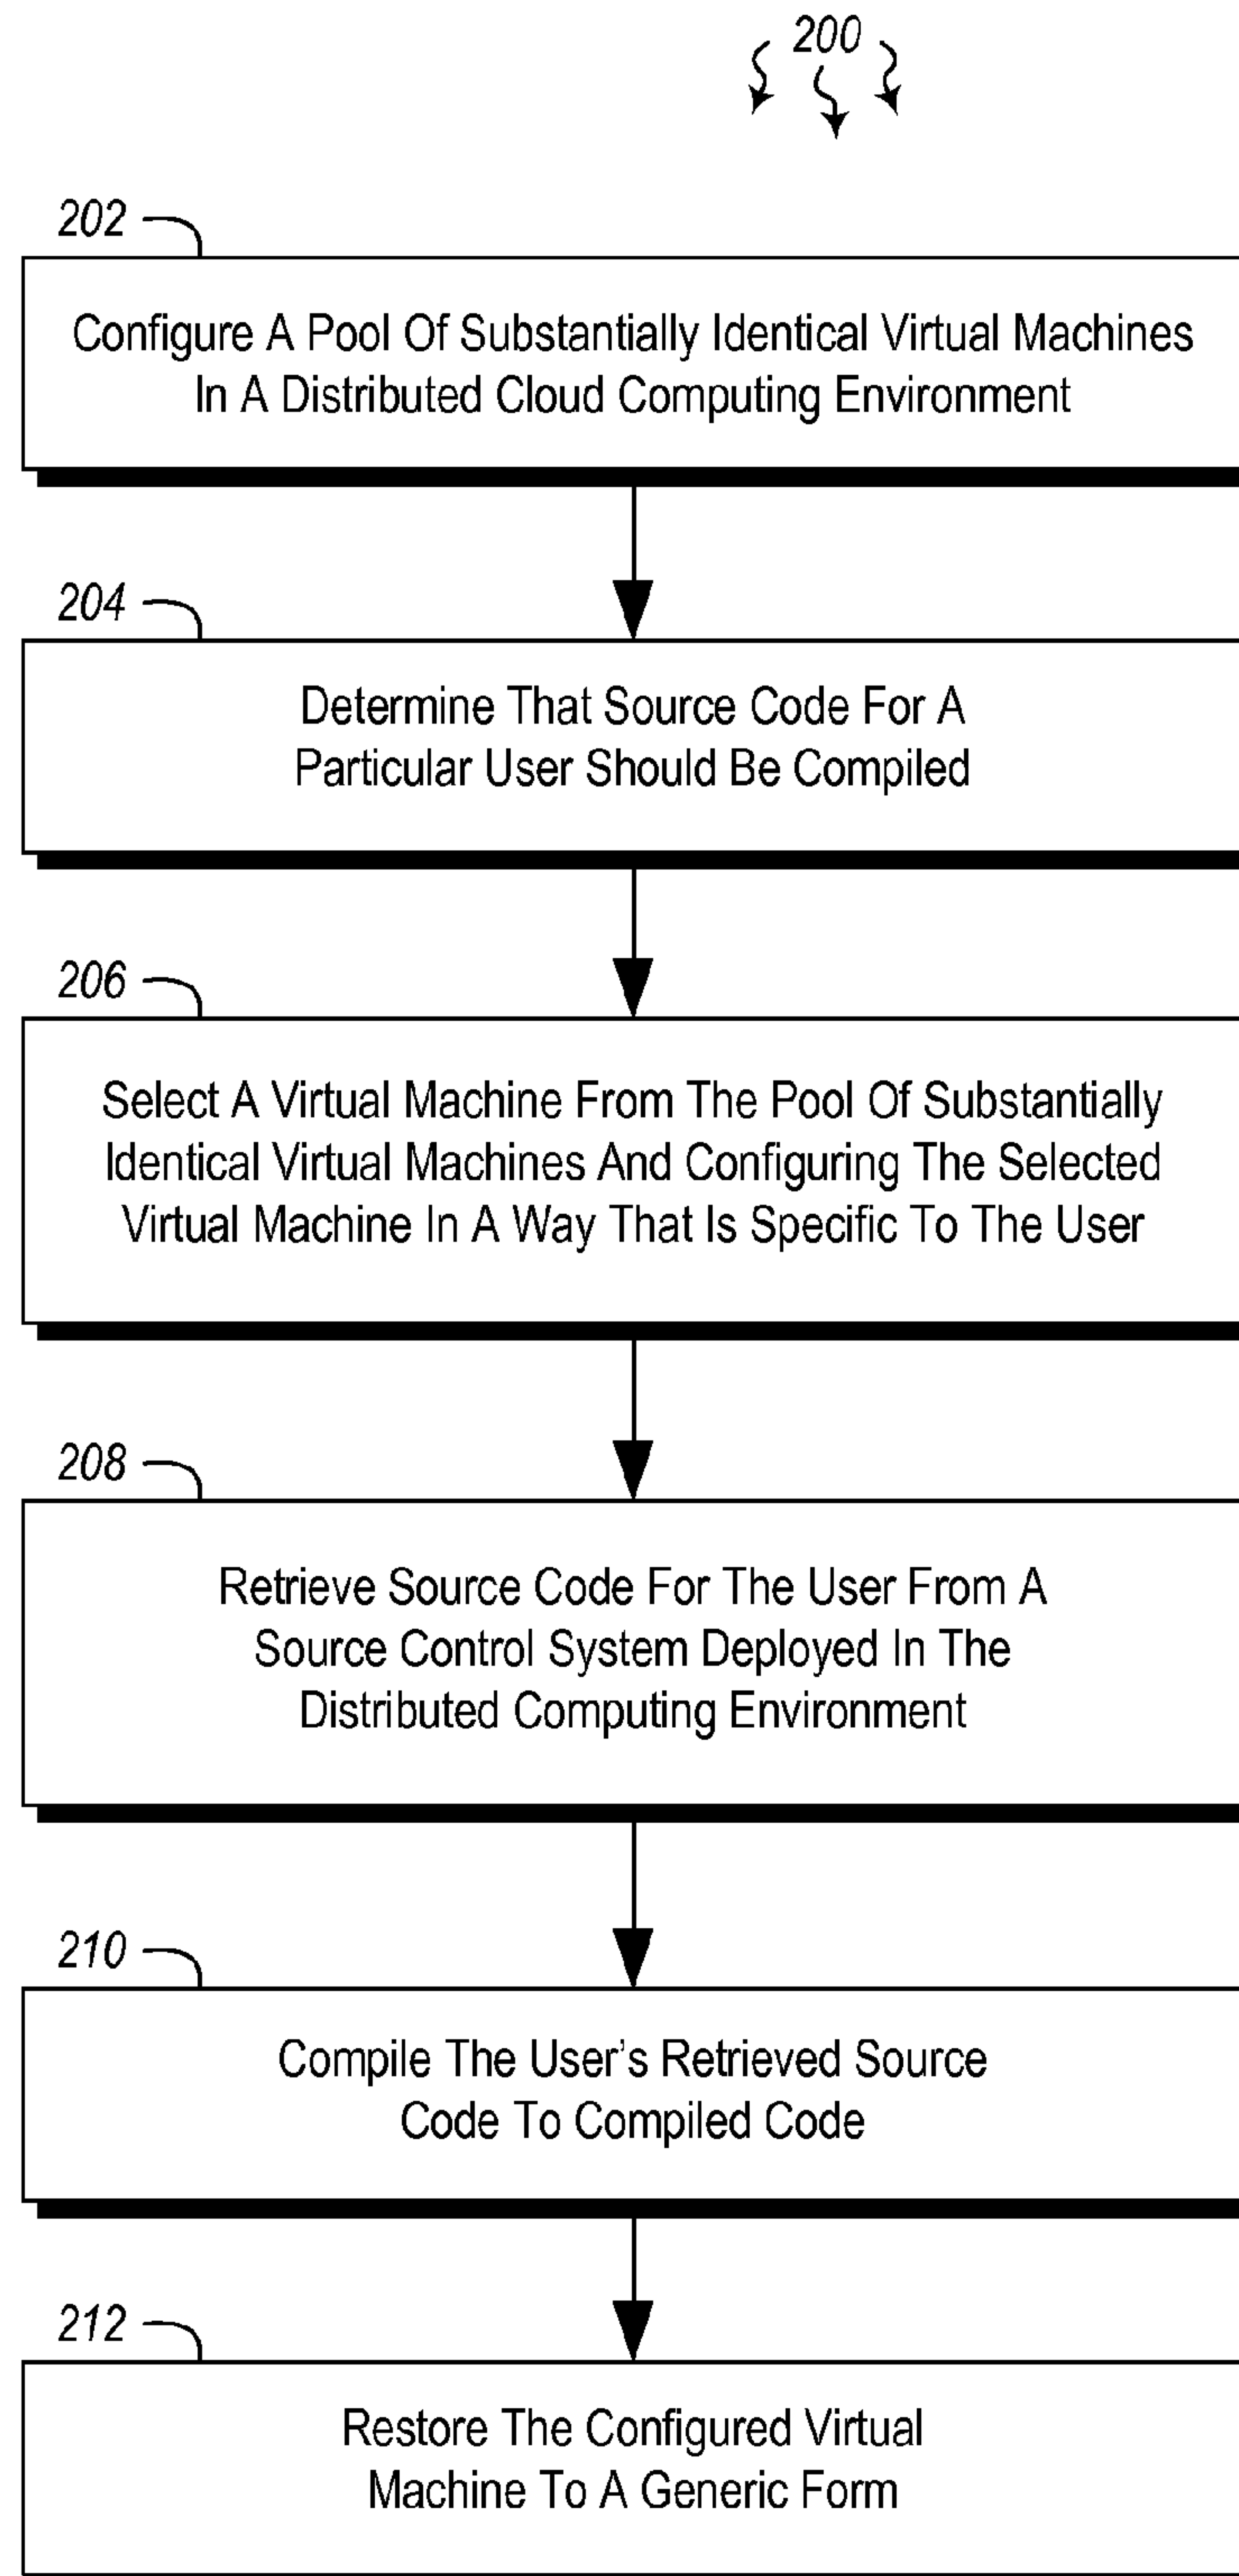 200
202
Configure A Pool Of Substantially Identical Virtual Machines
In A Distributed Cloud Computing Environment
204
Determine That Source Code For A
Particular User Should Be Compiled
206
Select A Virtual Machine From The Pool Of Substantially
Identical Virtual Machines And Configuring The Selected
Virtual Machine In A Way That Is Specific To The User
208
Retrieve Source Code For The User From A
Source Control System Deployed In The
Distributed Computing Environment
210
Compile The User's Retrieved Source
Code To Compiled Code
212
Restore The Configured Virtual
Machine To A Generic Form